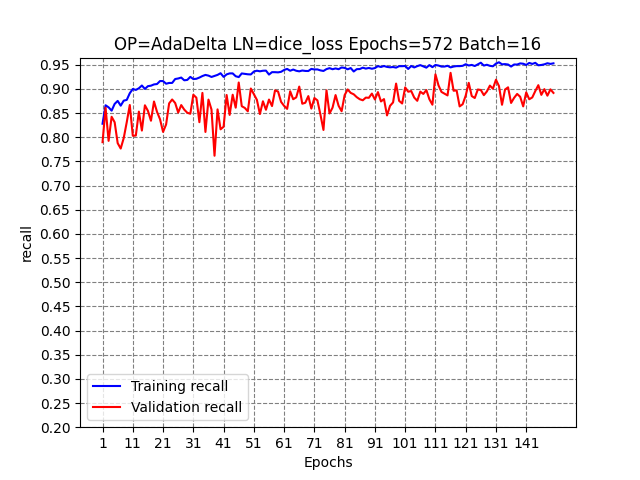 OP=AdaDelta LN=dice_loss Epochs=572 Batch=16
recall
0.95
0.90
0.85
0.80
0.75
0.70
0.65
0.60
0.55
0.50
0.45
0.40
0.35
0.30
0.25
0.20
Training recall
Validation recall
1 11 21 31 41 51 61 71 81 91 101 111 121 131 141
Epochs